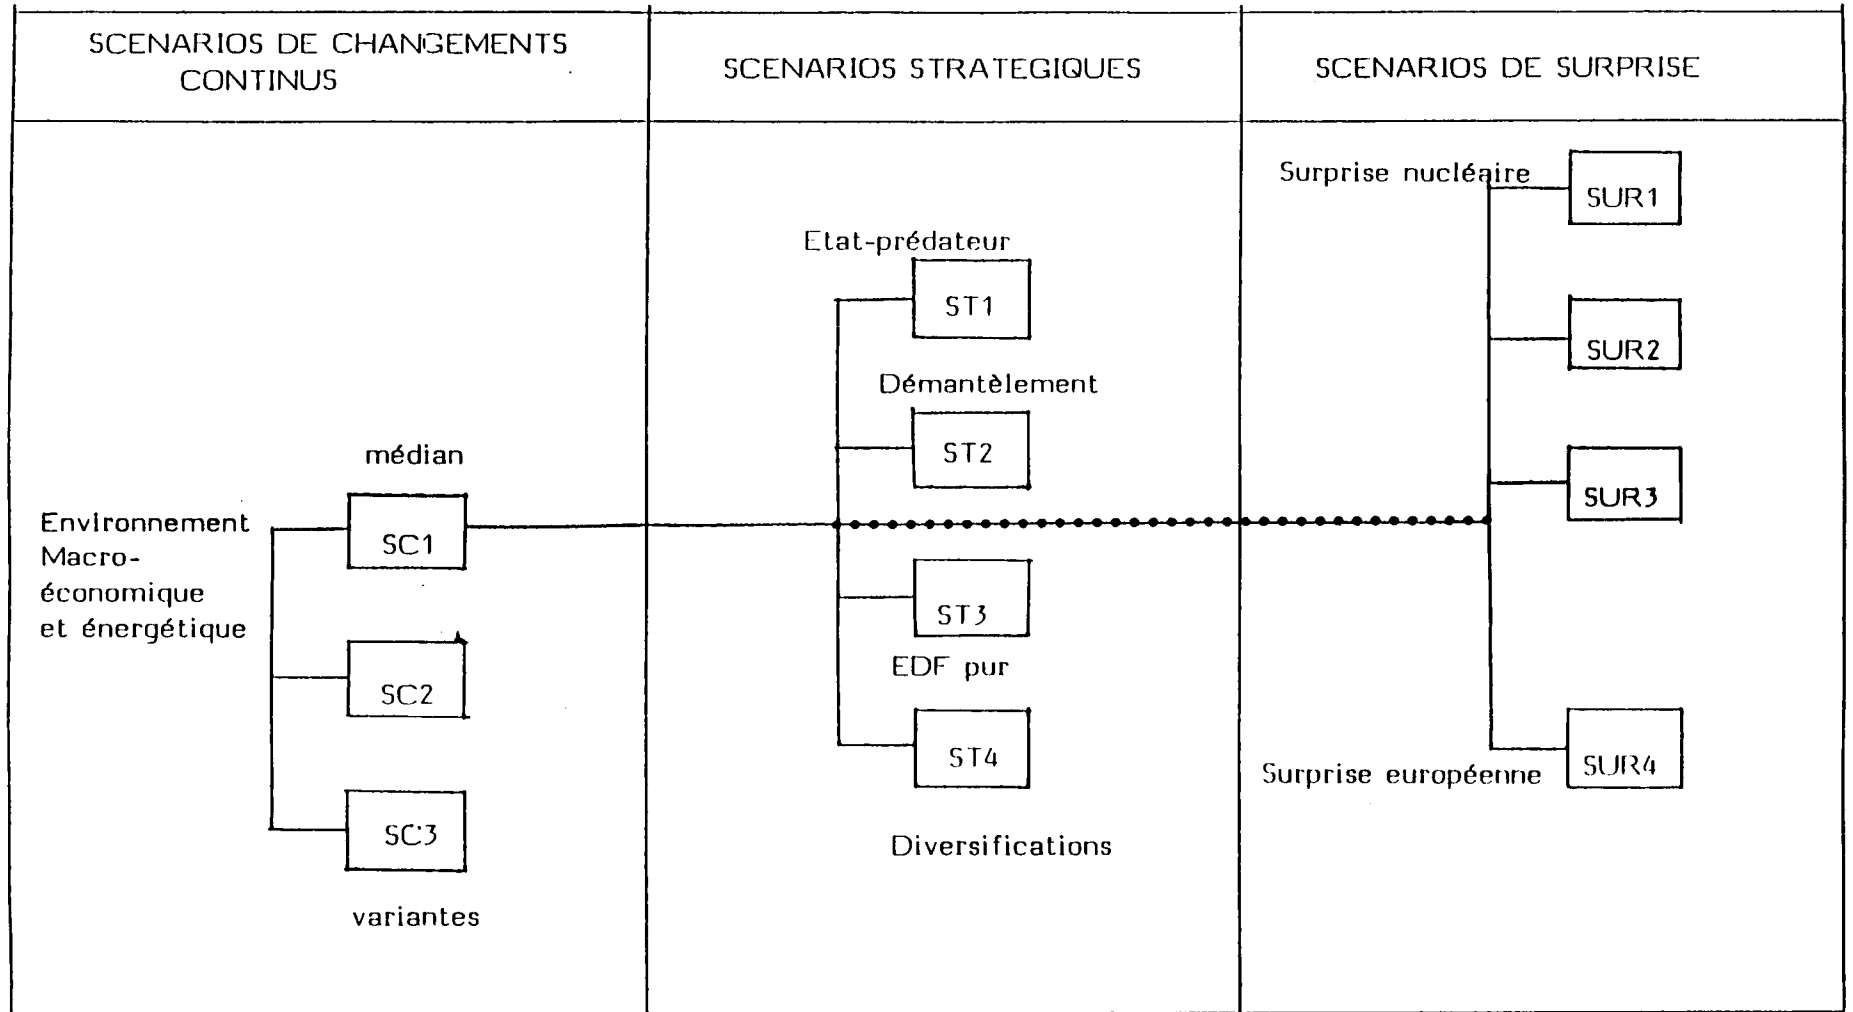 SCENARIOS DE CHANGEMENTS
CONTINUS
SCENARIOS STRATEGIQUES
SCENARIOS DE SURPRISE
Environnement
Macro-
économique
et énergétique
médian
SC1
SC2
SC3
variantes
Etat-prédateur
ST1
Démantèlement
ST2
ST3
EDF pur
ST4
Diversifications
Surprise nucléaire
SUR1
SUR2
SUR3
Surprise européenne
SUR4